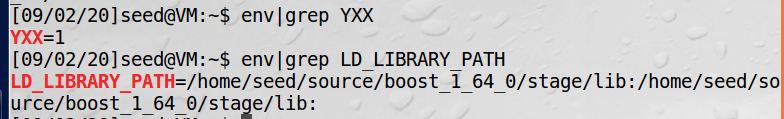 [09/02/20]seed@VM:~$ env|grep YXX
YXX=1
[09/02/20]seed@VM:~$ env|grep LD_LIBRARY_PATH
LD_LIBRARY_PATH=/home/seed/source/boost_1_64_0/stage/lib:/home/seed/so
urce/boost_1_64_0/stage/lib: